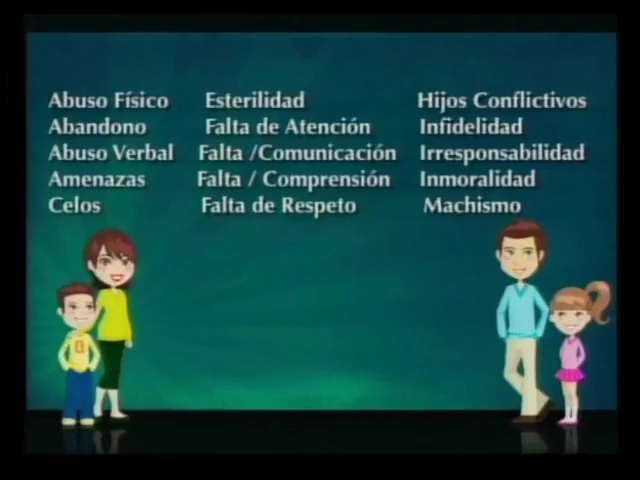 Abuso Físico Esterilidad Hijos Conflictivos
Abandono Falta de Atención Infidelidad
Abuso Verbal Falta /Comunicación Irresponsabilidad
Amenazas Falta / Comprensión Inmoralidad
Celos Falta de Respeto Machismo